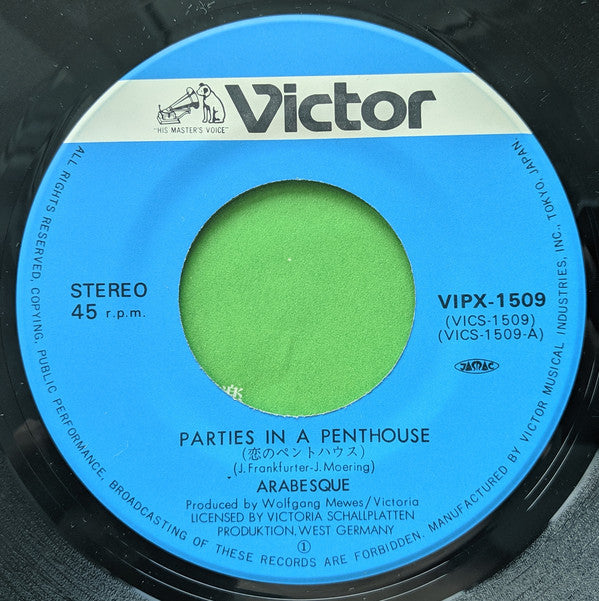 Victor
"HIS MASTER'S VOICE"
STEREO
45 r.p.m.
VIPX-1509
(VICS-1509)
(VICS-1509-A)
JASRAC
PARTIES IN A PENTHOUSE
(恋のペントハウス)
(J.Frankfurter-J.Moering)
ARABESQUE
Produced by Wolfgang Mewes/Victoria
LICENSED BY VICTORIA SCHALLPLATTEN
PRODUKTION, WEST GERMANY
①
ALL RIGHTS RESERVED, COPYING, PUBLIC PERFORMANCE, BROADCASTING OF THESE RECORDS ARE FORBIDDEN. MANUFACTURED BY VICTOR MUSICAL INDUSTRIES, INC., TOKYO, JAPAN.